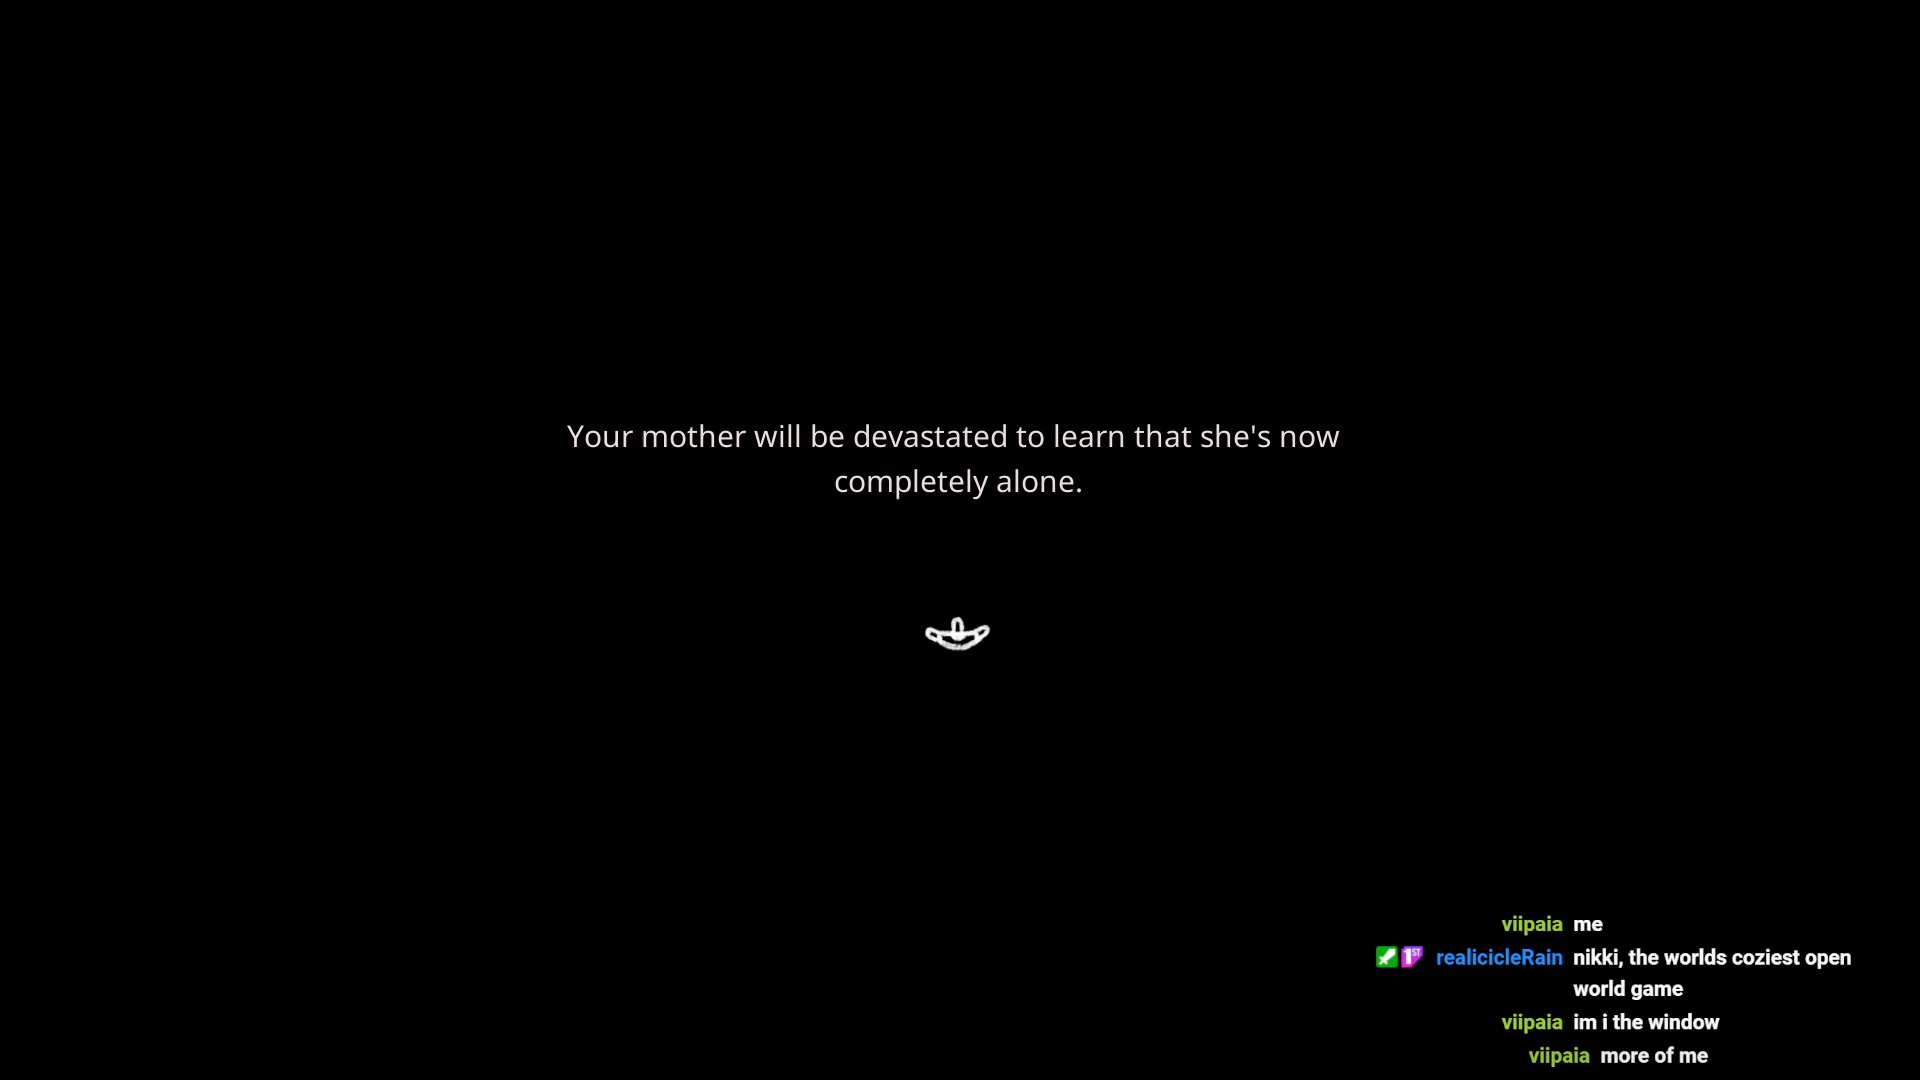 Your mother will be devastated to learn that she's now
completely alone.
viipaia me
1ST realicicleRain nikki, the worlds coziest open
world game
viipaia im i the window
viipaia more of me